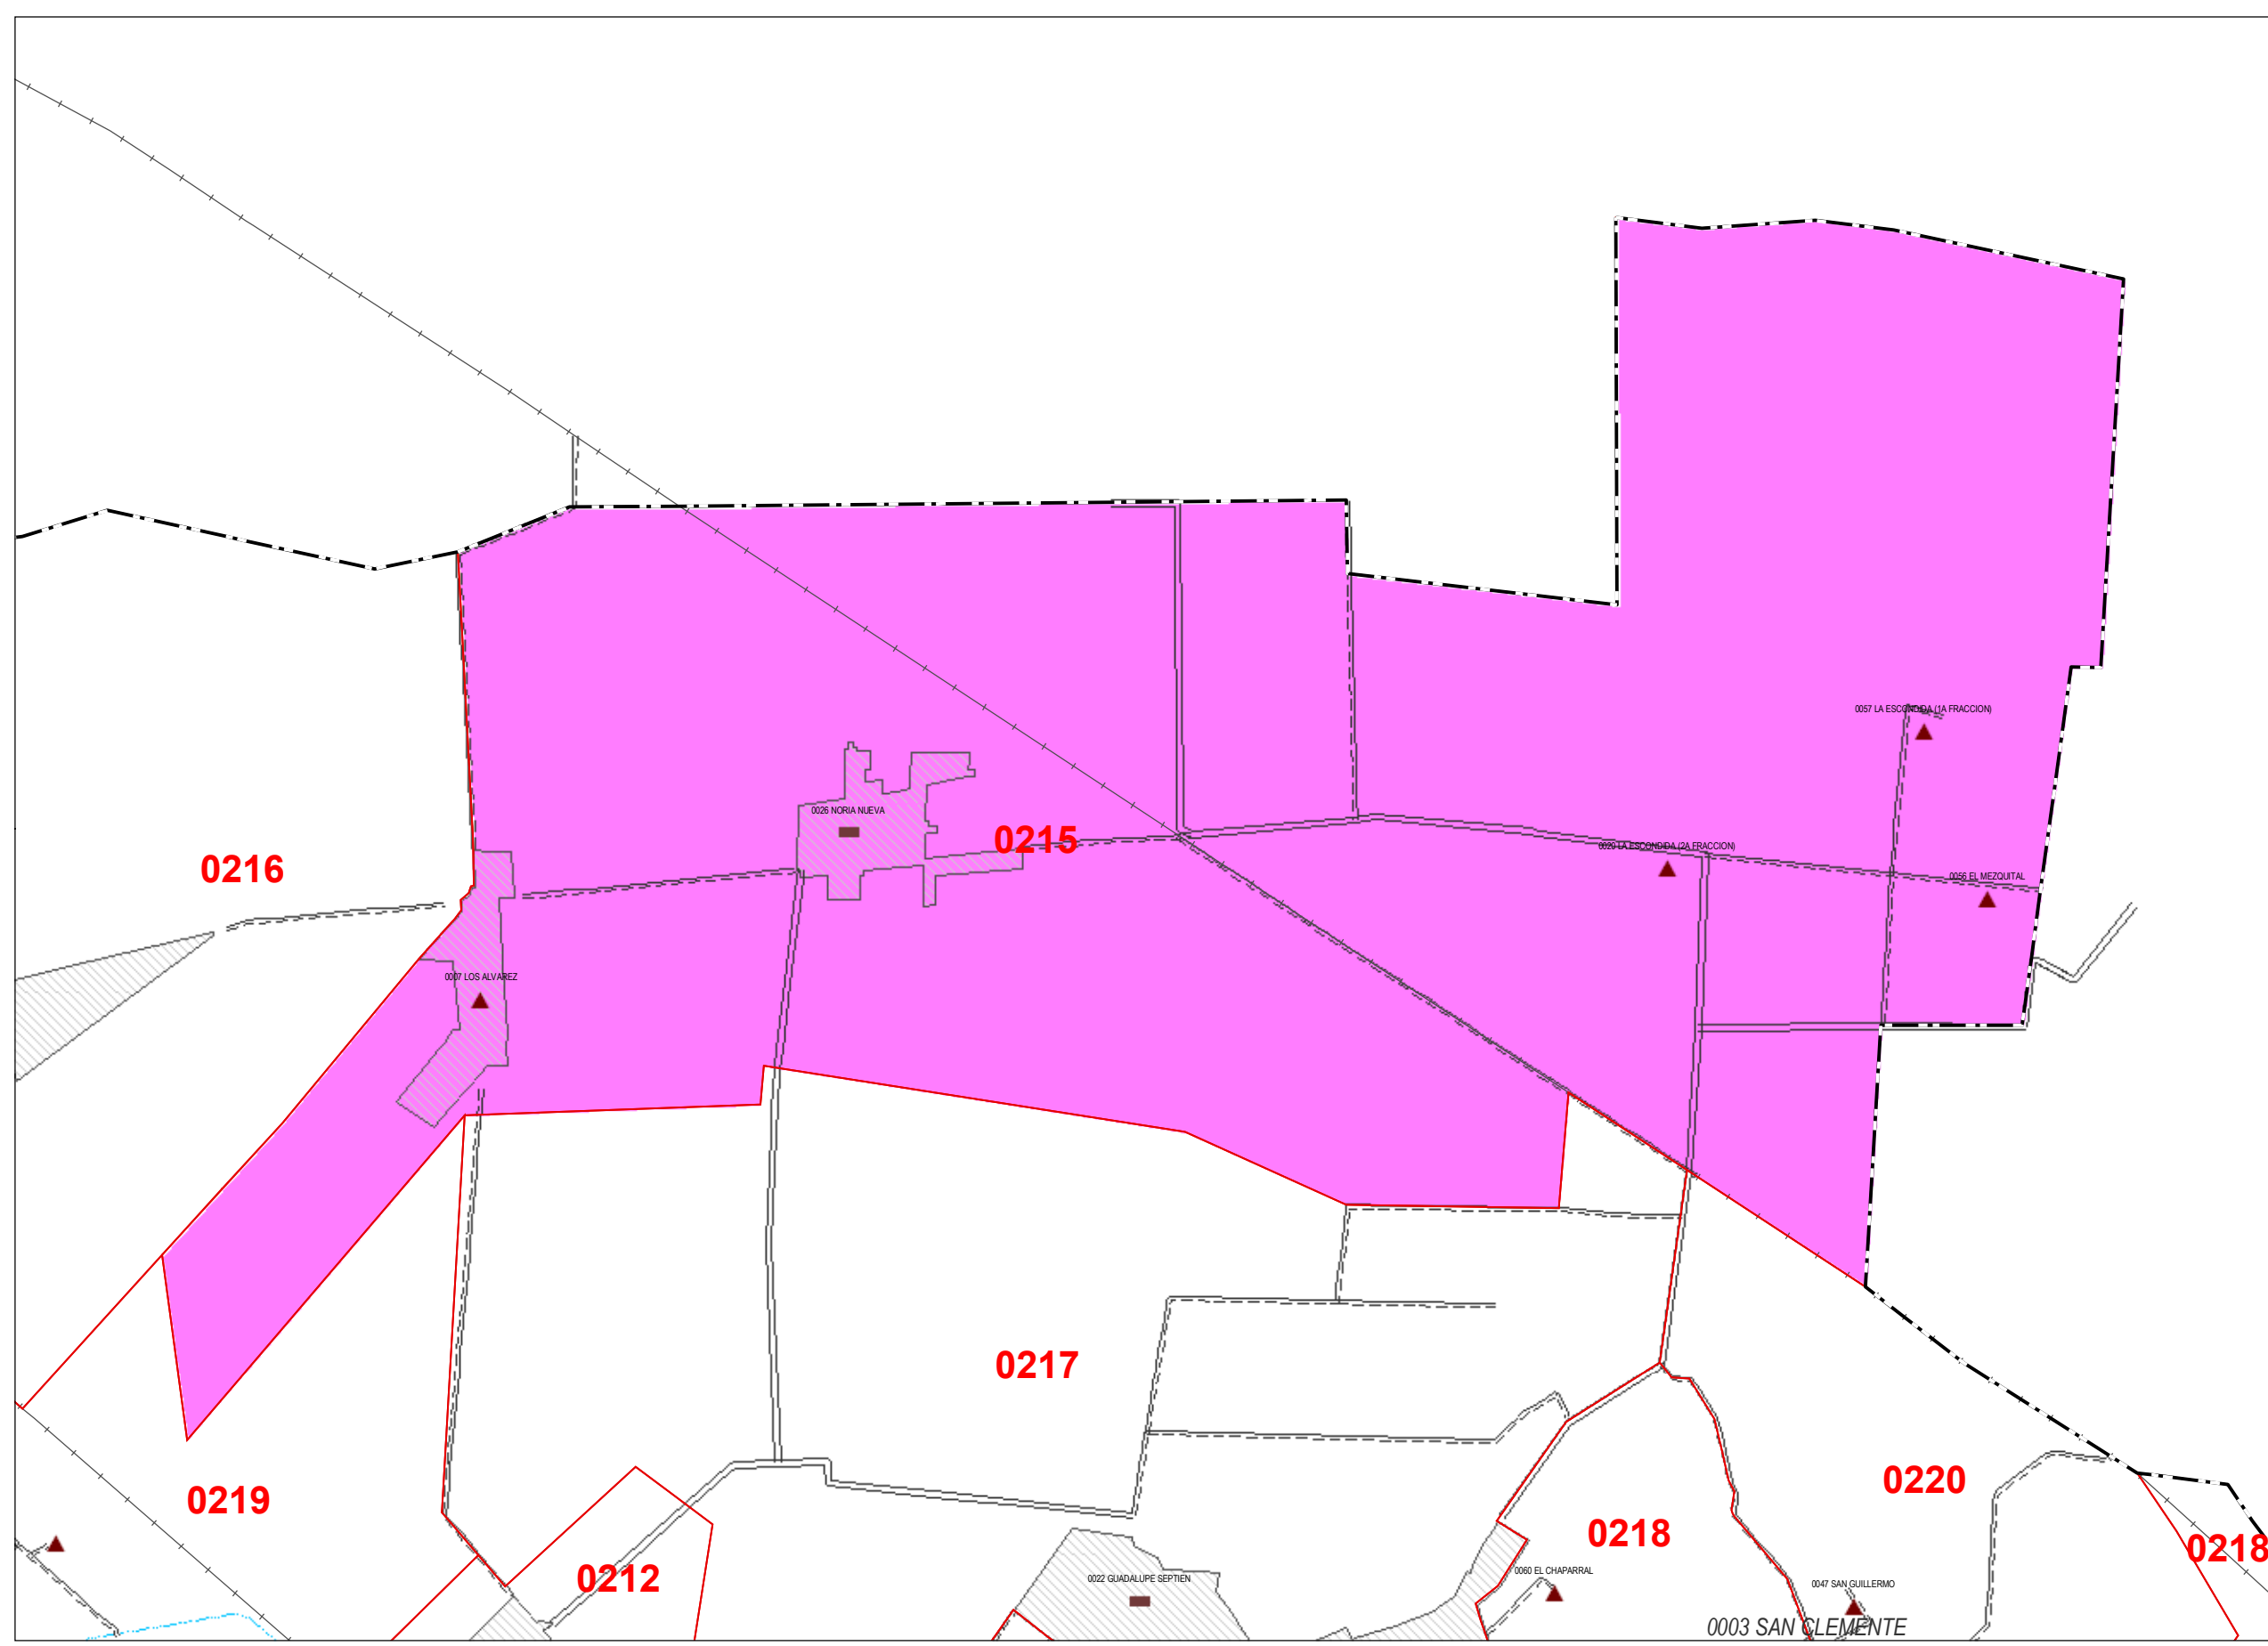 0057 LA ESCONDIDA (1A FRACCION)
0026 NORIA NUEVA
0215
0020 LA ESCONDIDA (2A FRACCION)
0216
0056 EL MEZQUITAL
0007 LOS ALVAREZ
0217
0220
0219
0218
0218
0212
0060 EL CHAPARRAL
0022 GUADALUPE SEPTIEN
0047 SAN GUILLERMO
0003 SAN CLEMENTE